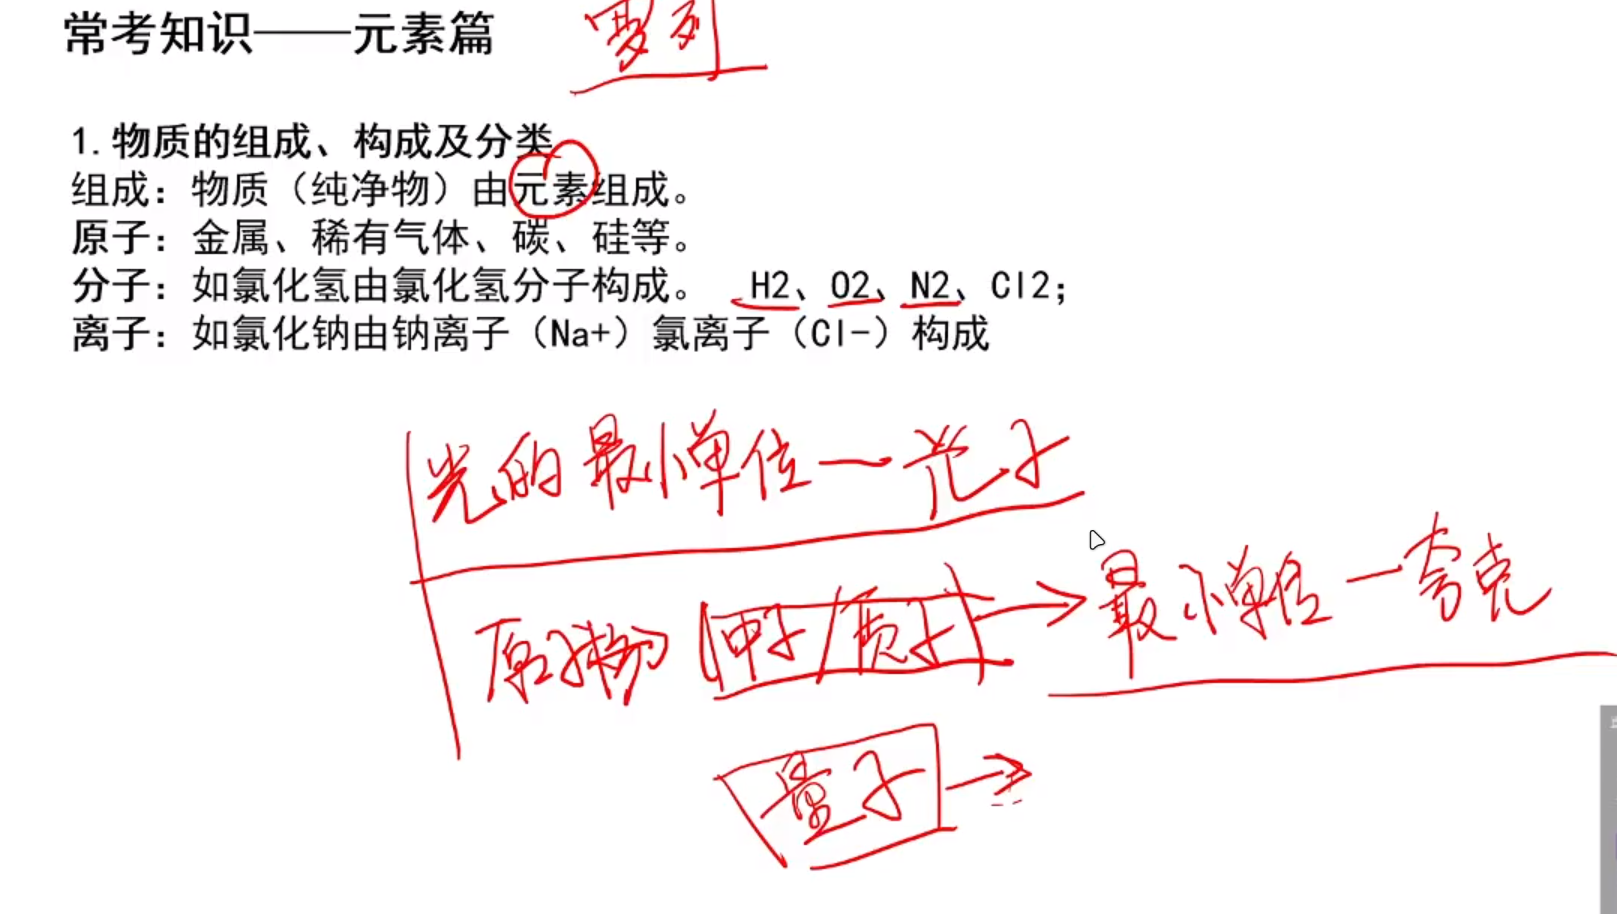 常考知识——元素篇 罗列
1.物质的组成、构成及分类
组成：物质（纯净物）由元素组成。
原子：金属、稀有气体、碳、硅等。
分子：如氯化氢由氯化氢分子构成。 H2、O2、N2、Cl2；
离子：如氯化钠由钠离子（Na+）氯离子（Cl-）构成
光的最小单位一光子
原子核 中子/质子 最小单位一夸克
量子